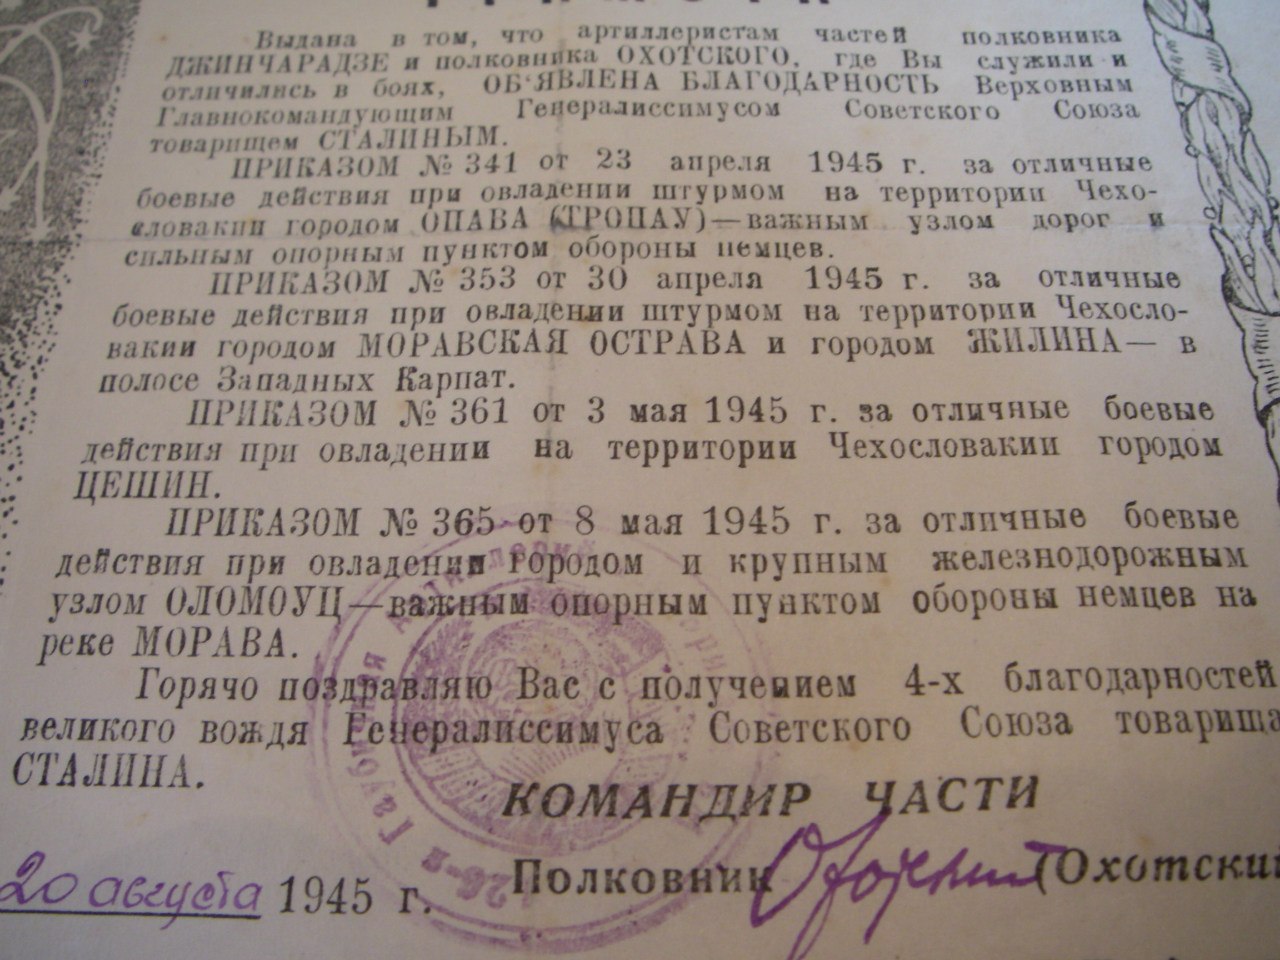 Выдана в том, что артиллеристам частей полковника
ДЖИНЧАРАДЗЕ и полковника ОХОТСКОГО, где Вы служили и
отличились в боях, ОБ'ЯВЛЕНА БЛАГОДАРНОСТЬ Верховным
Главнокомандующим Генералиссимусом Советского Союза
товарищем СТАЛИНЫМ.
ПРИКАЗОМ № 341 от 23 апреля 1945 г. за отличные
боевые действия при овладении штурмом на территории Чехо-
словакии городом ОПАВА (ТРОПАУ)—важным узлом дорог и
сильным опорным пунктом обороны немцев.
ПРИКАЗОМ № 353 от 30 апреля 1945 г. за отличные
боевые действия при овладении штурмом на территории Чехосло-
вакии городом МОРАВСКАЯ ОСТРАВА и городом ЖИЛИНА— в
полосе Западных Карпат.
ПРИКАЗОМ № 361 от 3 мая 1945 г. за отличные боевые
действия при овладении на территории Чехословакии городом
ЦЕШИН.
ПРИКАЗОМ № 365 от 8 мая 1945 г. за отличные боевые
действия при овладении городом и крупным железнодорожным
узлом ОЛОМОУЦ—важным опорным пунктом обороны немцев на
реке МОРАВА.
Горячо поздравляю Вас с получением 4-х благодарностей
великого вождя Генералиссимуса Советского Союза товарища
СТАЛИНА.
КОМАНДИР ЧАСТИ
Полковник (Охотский
20 августа 1945 г.